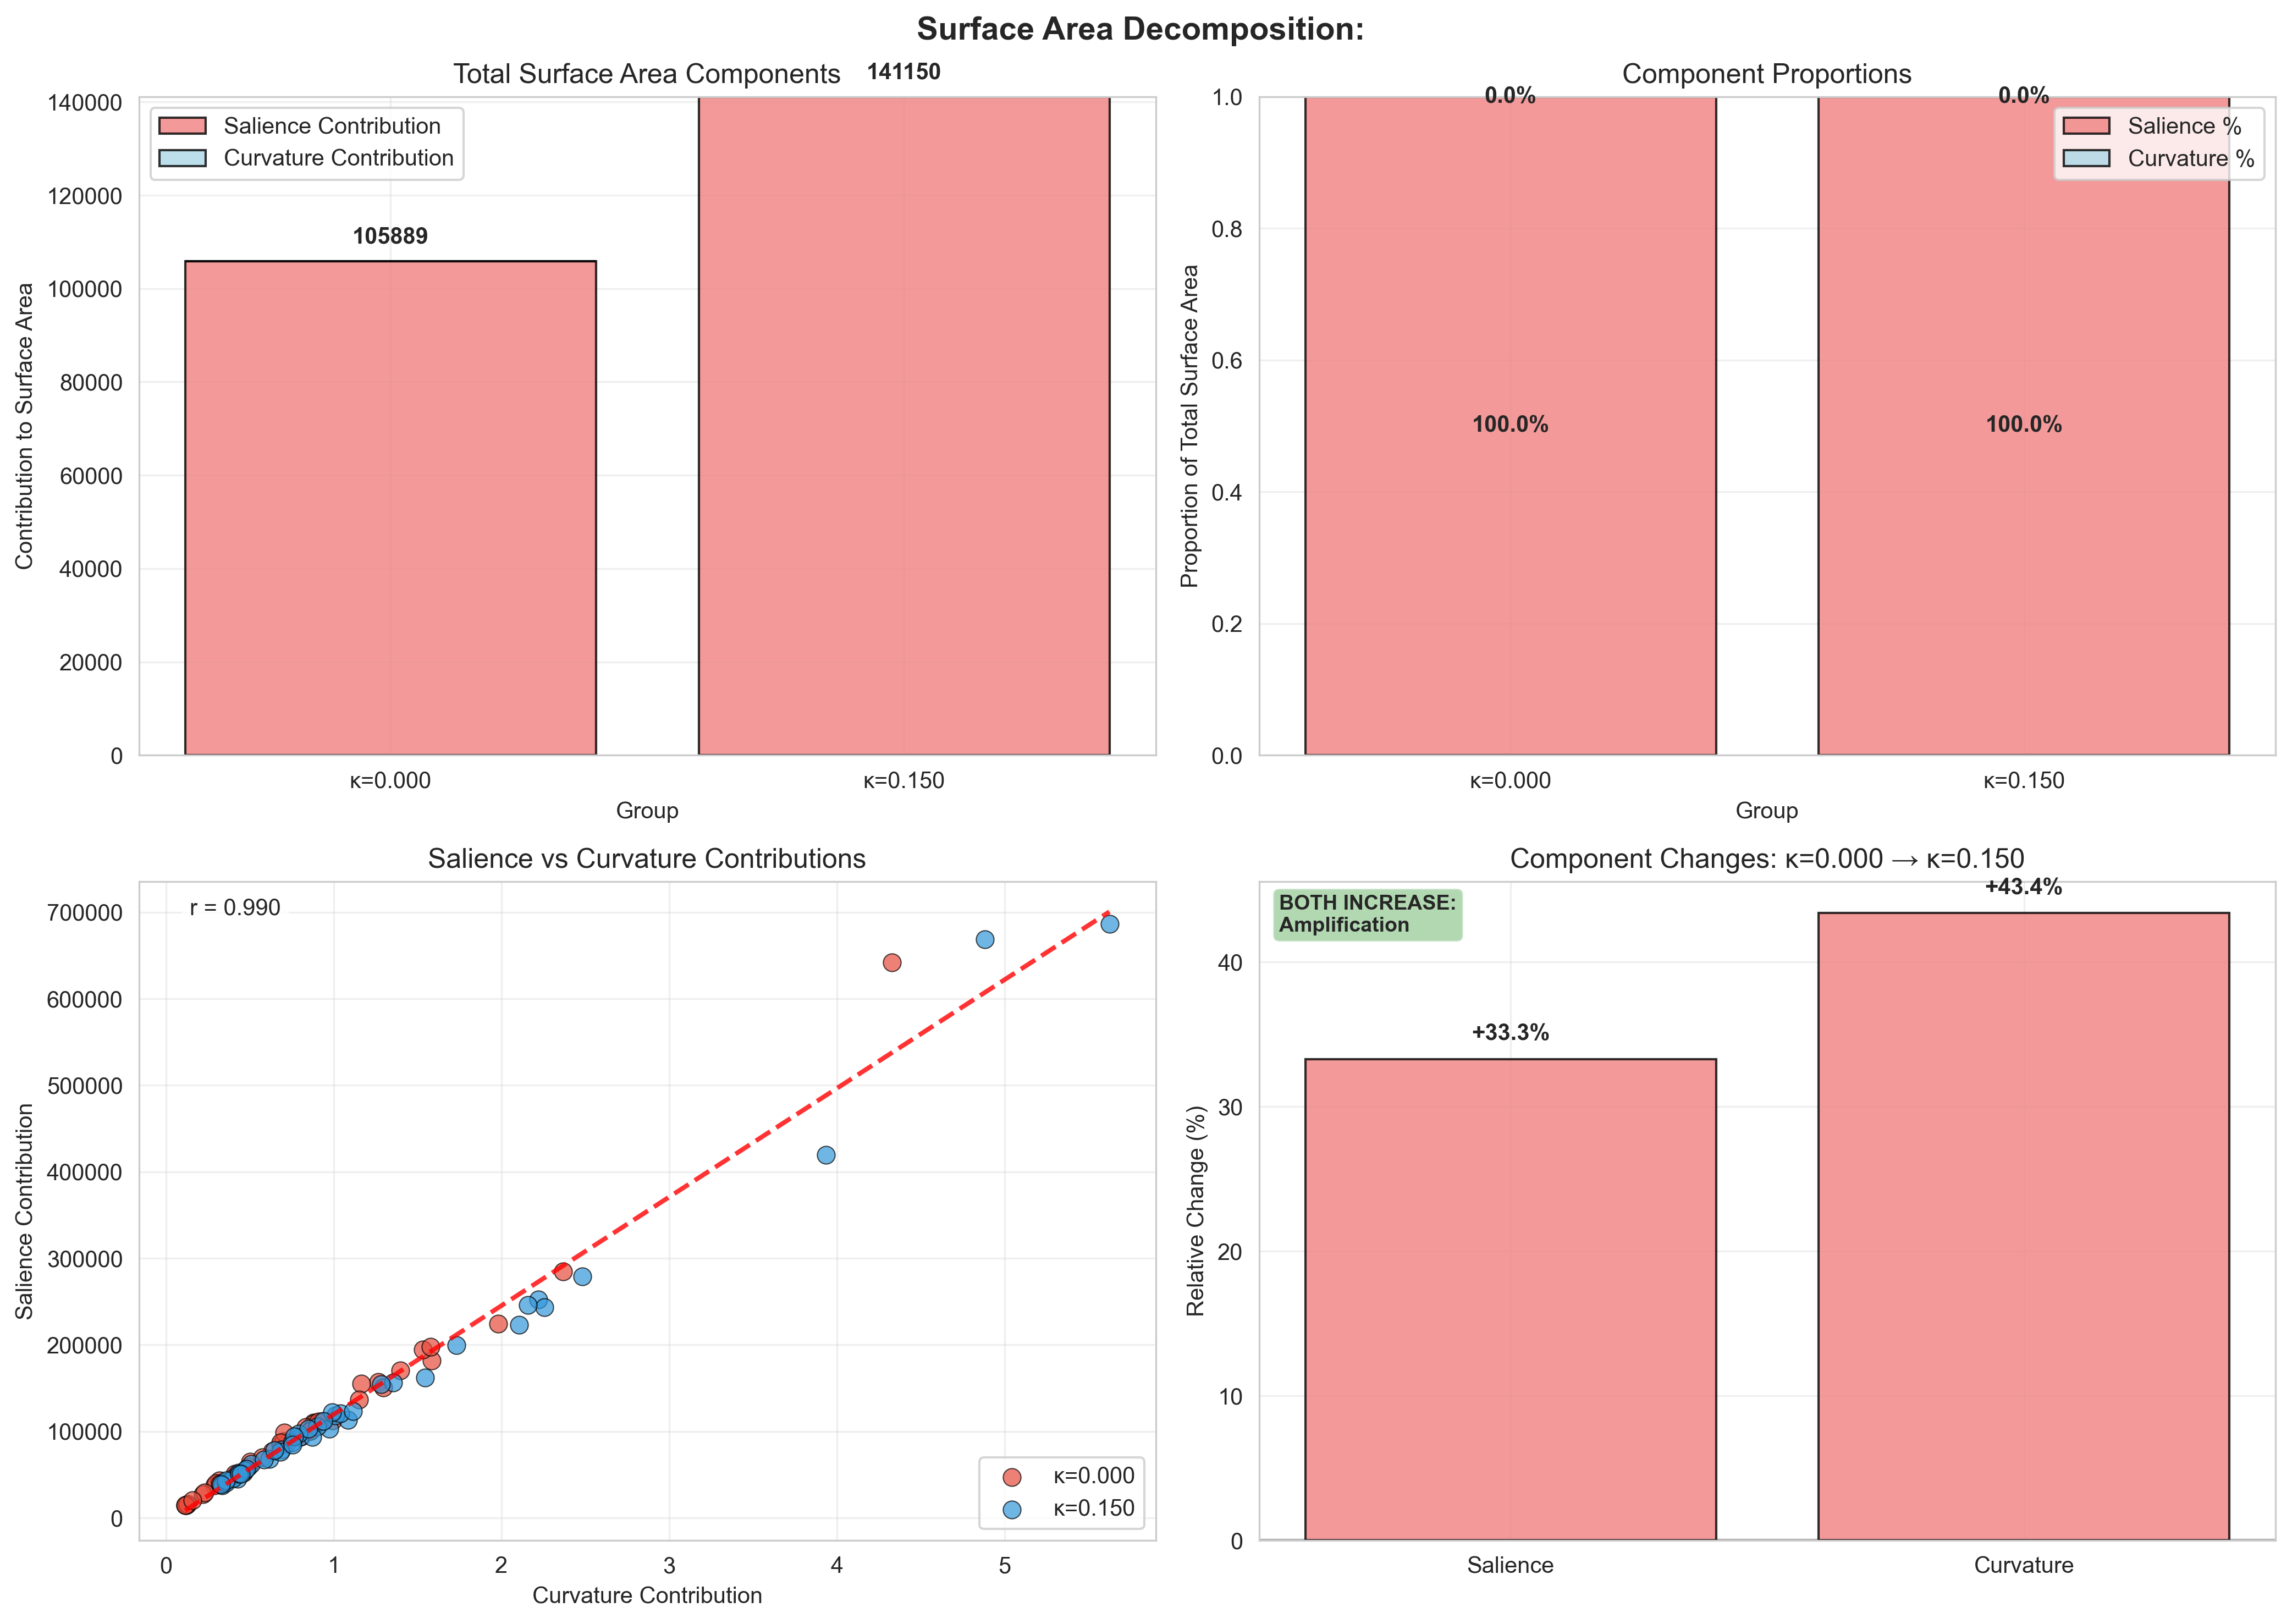 Surface Area Decomposition:
Total Surface Area Components
141150
140000
120000
100000
80000
60000
40000
20000
0
Contribution to Surface Area
Salience Contribution
Curvature Contribution
105889
κ=0.000
κ=0.150
Group
Component Proportions
1.0
0.8
0.6
0.4
0.2
0.0
Proportion of Total Surface Area
0.0%
0.0%
Salience %
Curvature %
100.0%
100.0%
κ=0.000
κ=0.150
Group
Salience vs Curvature Contributions
r = 0.990
700000
600000
500000
400000
300000
200000
100000
0
Salience Contribution
κ=0.000
κ=0.150
0
1
2
3
4
5
Curvature Contribution
Component Changes: κ=0.000 → κ=0.150
BOTH INCREASE:
Amplification
+43.4%
+33.3%
40
30
20
10
0
Relative Change (%)
Salience
Curvature